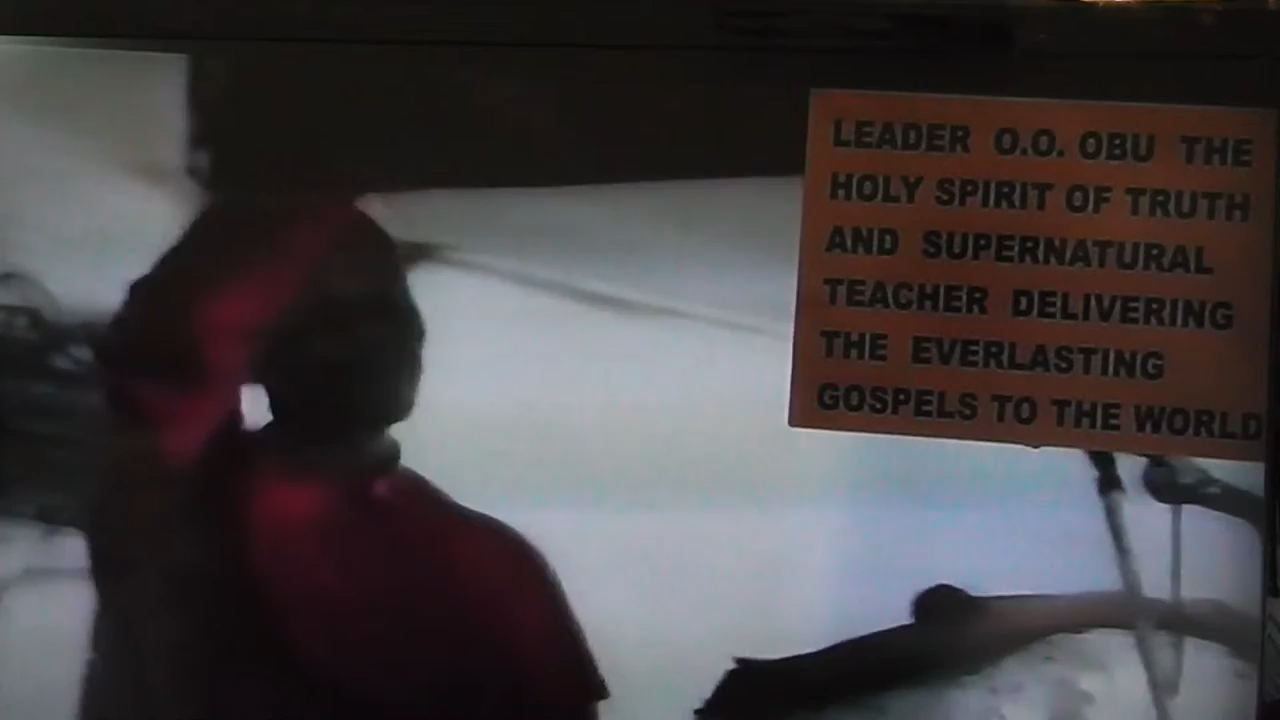 LEADER O.O. OBU THE
HOLY SPIRIT OF TRUTH
AND SUPERNATURAL
TEACHER DELIVERING
THE EVERLASTING
GOSPELS TO THE WORLD